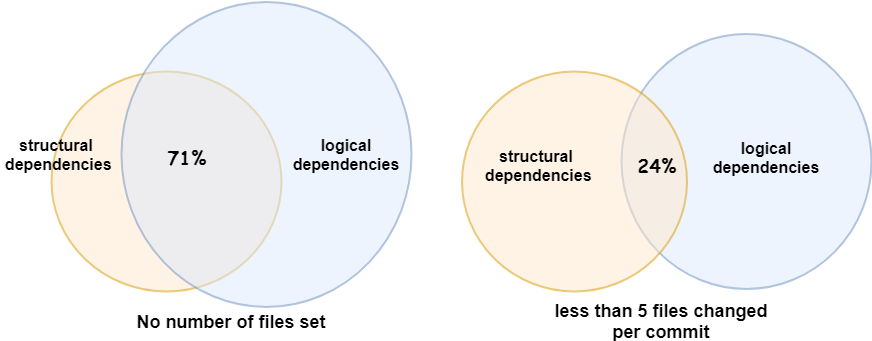 structural
dependencies
71%
logical
dependencies
No number of files set
structural
dependencies
24%
logical
dependencies
less than 5 files changed
per commit